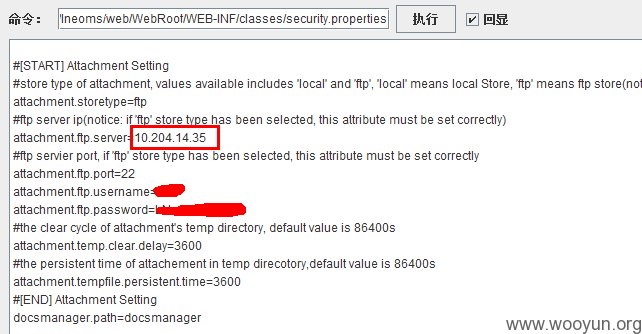 命令： 'ineoms/web/WebRoot/WEB-INF/classes/security.properties 执行 回显
#[START] Attachment Setting
#store type of attachment, values available includes 'local' and 'ftp', 'local' means local Store, 'ftp' means ftp store(not
attachment.storetype=ftp
#ftp server ip(notice: if 'ftp' store type has been selected, this attribute must be set correctly)
attachment.ftp.server=10.204.14.35
#ftp servier port, if 'ftp' store type has been selected, this attribute must be set correctly
attachment.ftp.port=22
attachment.ftp.username=
attachment.ftp.password=
#the clear cycle of attachment's temp directory, default value is 86400s
attachment.temp.clear.delay=3600
#the persistent time of attachement in temp direcotory,default value is 86400s
attachment.tempfile.persistent.time=3600
#[END] Attachment Setting
docsmanager.path=docsmanager
www.wooyun.org